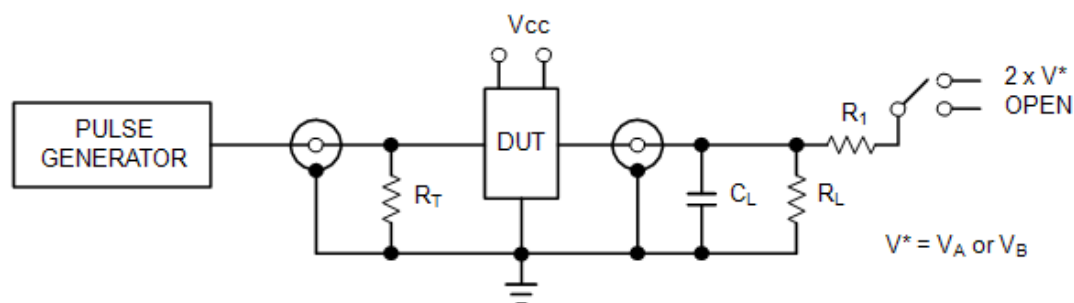 Vcc
2 x V*
OPEN
R1
PULSE
GENERATOR
DUT
RT
CL
RL
V* = VA or VB